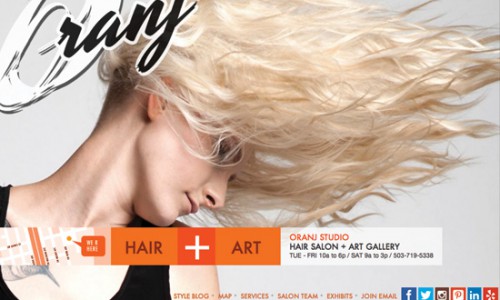 Oranj
WE R
HERE
HAIR + ART
ORANJ STUDIO
HAIR SALON + ART GALLERY
TUE - FRI 10a to 6p / SAT 9a to 3p / 503-719-5338
STYLE BLOG • MAP • SERVICES • SALON TEAM • EXHIBITS • JOIN EMAIL